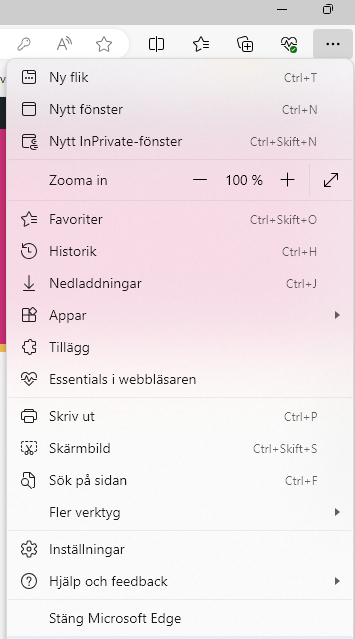 Ny flik Ctrl+T
Nytt fönster Ctrl+N
Nytt InPrivate-fönster Ctrl+Skift+N
Zooma in — 100 % +
Favoriter Ctrl+Skift+O
Historik Ctrl+H
Nedladdningar Ctrl+J
Appar
Tillägg
Essentials i webbläsaren
Skriv ut Ctrl+P
Skärmbild Ctrl+Skift+S
Sök på sidan Ctrl+F
Fler verktyg
Inställningar
Hjälp och feedback
Stäng Microsoft Edge